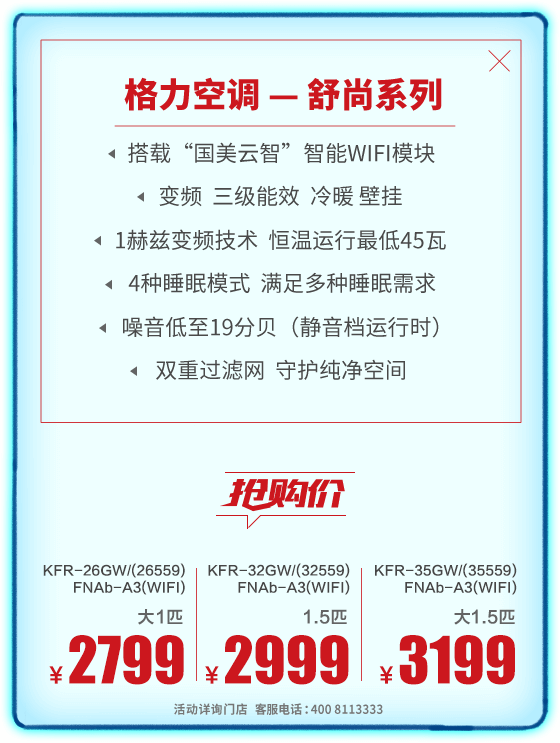 格力空调 — 舒尚系列
搭载“国美云智”智能WIFI模块
变频 三级能效 冷暖 壁挂
1赫兹变频技术 恒温运行最低45瓦
4种睡眠模式 满足多种睡眠需求
噪音低至19分贝（静音档运行时）
双重过滤网 守护纯净空间
抢购价
KFR-26GW/(26559)
FNAb-A3(WIFI)
大1匹
¥2799
KFR-32GW/(32559)
FNAb-A3(WIFI)
1.5匹
¥2999
KFR-35GW/(35559)
FNAb-A3(WIFI)
大1.5匹
¥3199
活动详询门店 客服电话：400 8113333